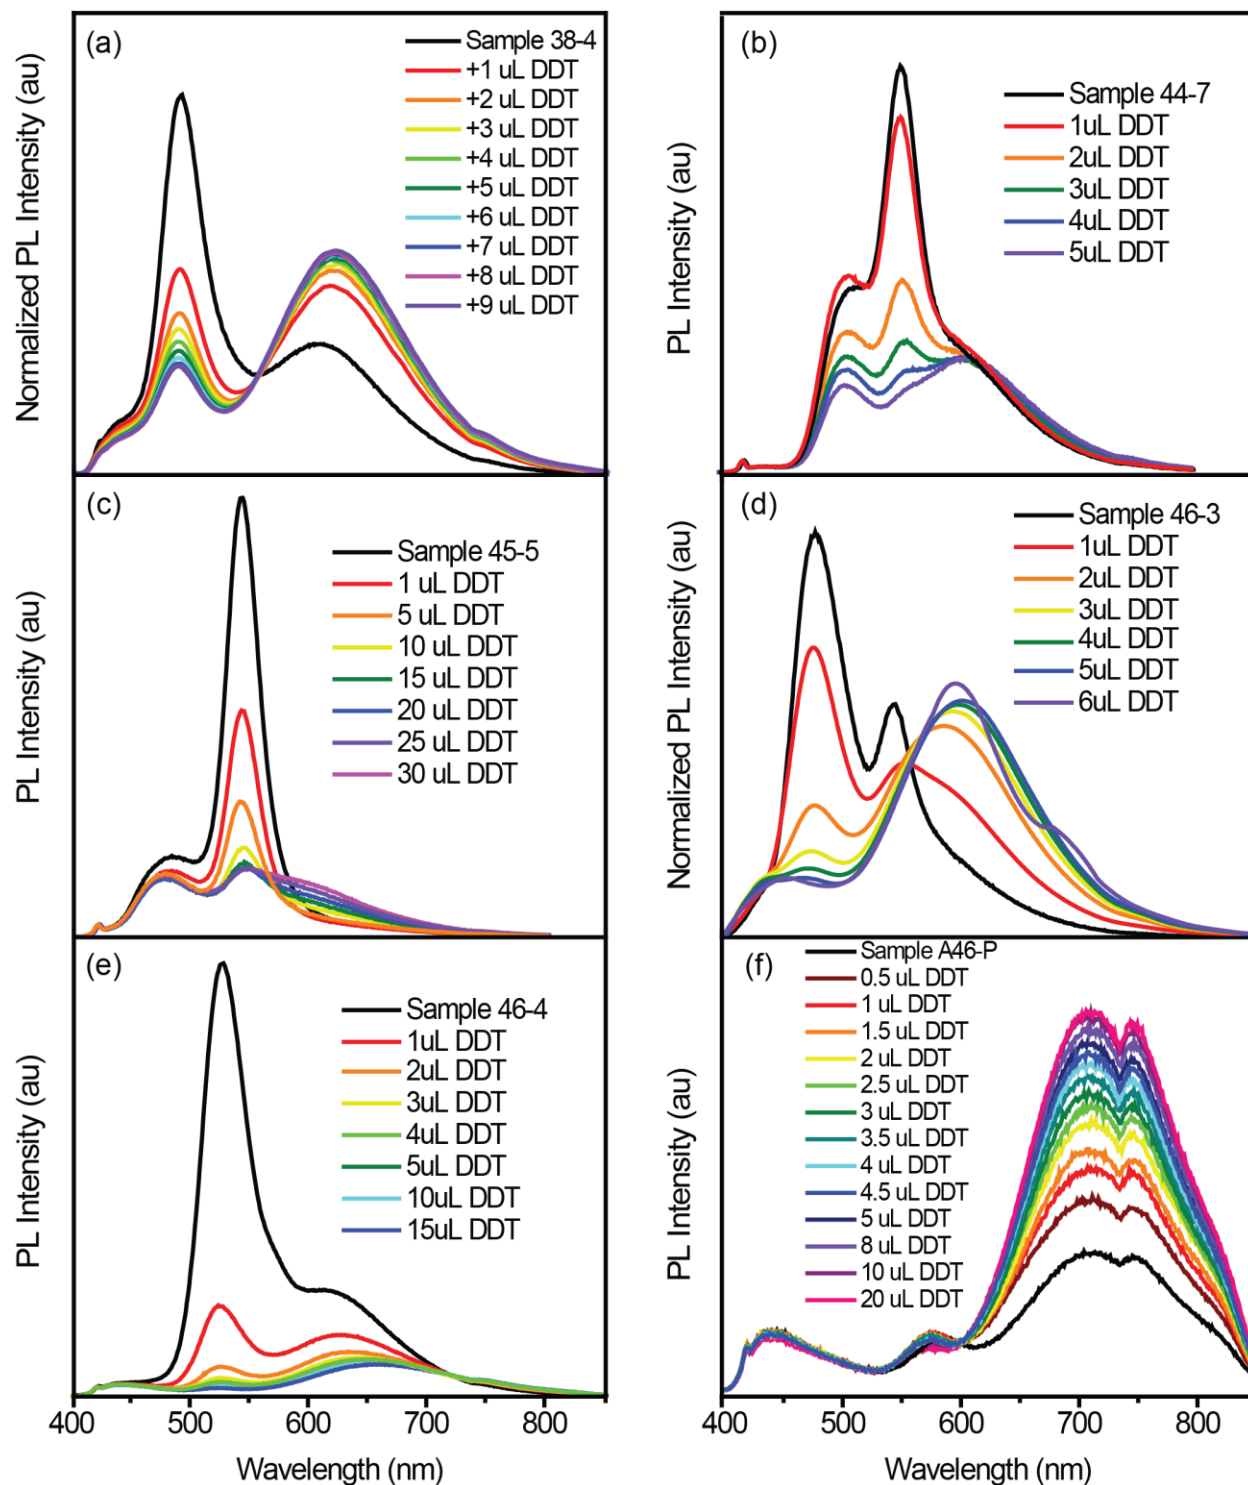 (a)
Normalized PL Intensity (au)
Sample 38-4
+1 uL DDT
+2 uL DDT
+3 uL DDT
+4 uL DDT
+5 uL DDT
+6 uL DDT
+7 uL DDT
+8 uL DDT
+9 uL DDT
(b)
PL Intensity (au)
Sample 44-7
1uL DDT
2uL DDT
3uL DDT
4uL DDT
5uL DDT
(c)
PL Intensity (au)
Sample 45-5
1 uL DDT
5 uL DDT
10 uL DDT
15 uL DDT
20 uL DDT
25 uL DDT
30 uL DDT
(d)
Normalized PL Intensity (au)
Sample 46-3
1uL DDT
2uL DDT
3uL DDT
4uL DDT
5uL DDT
6uL DDT
(e)
PL Intensity (au)
Sample 46-4
1uL DDT
2uL DDT
3uL DDT
4uL DDT
5uL DDT
10uL DDT
15uL DDT
400 500 600 700 800
Wavelength (nm)
(f)
PL Intensity (au)
Sample A46-P
0.5 uL DDT
1 uL DDT
1.5 uL DDT
2 uL DDT
2.5 uL DDT
3 uL DDT
3.5 uL DDT
4 uL DDT
4.5 uL DDT
5 uL DDT
8 uL DDT
10 uL DDT
20 uL DDT
400 500 600 700 800
Wavelength (nm)